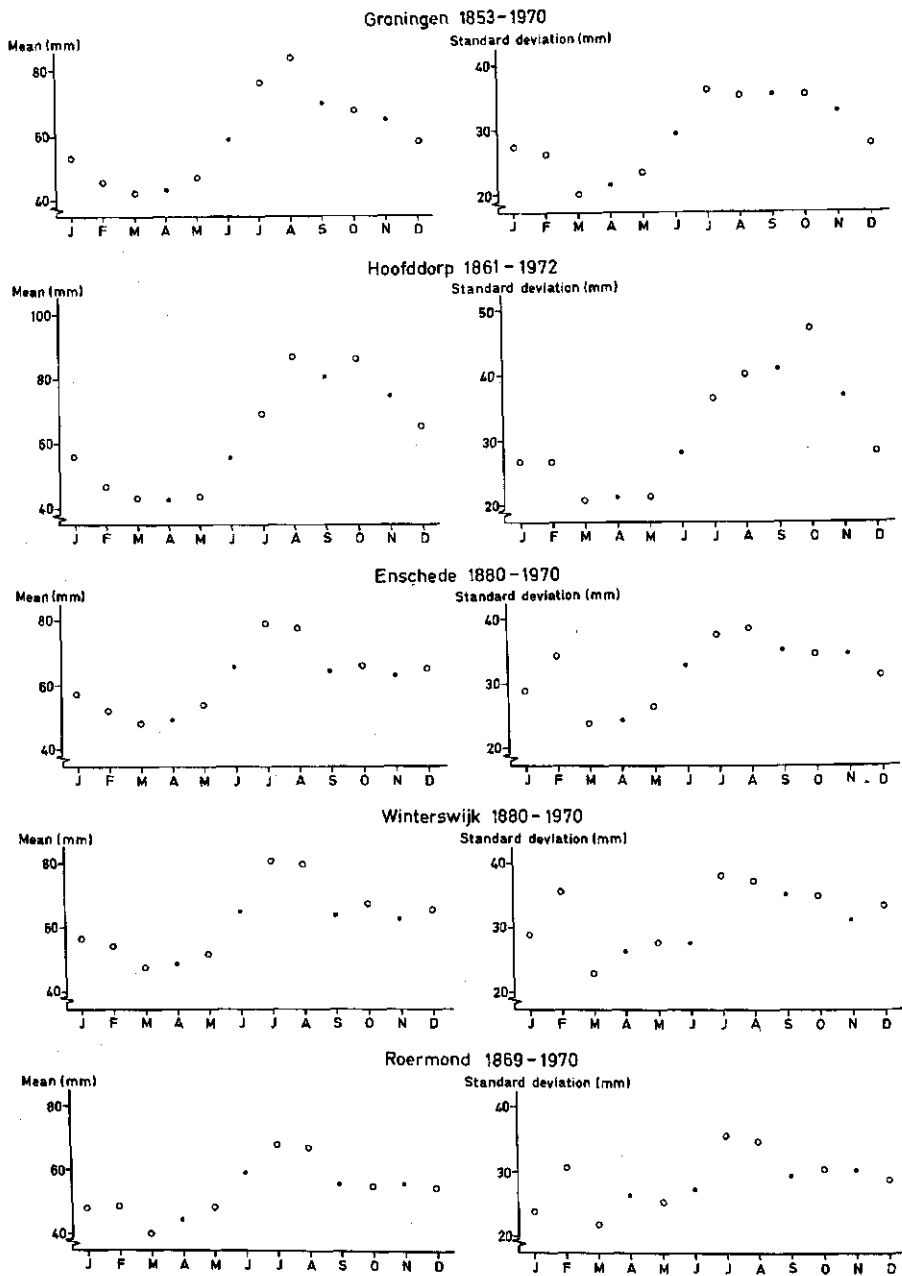 Groningen 1853-1970
Mean (mm)
Standard deviation (mm)
80
60
40
J F M A M J J A S O N D
40
30
20
J F M A M J J A S O N D
Hoofddorp 1861-1972
Mean (mm)
Standard deviation (mm)
100
80
60
40
J F M A M J J A S O N D
50
40
30
20
J F M A M J J A S O N D
Enschede 1880-1970
Mean (mm)
Standard deviation (mm)
80
60
40
J F M A M J J A S O N D
40
30
20
J F M A M J J A S O N D
Winterswijk 1880-1970
Mean (mm)
Standard deviation (mm)
80
60
40
J F M A M J J A S O N D
40
30
20
J F M A M J J A S O N D
Roermond 1869-1970
Mean (mm)
Standard deviation (mm)
80
60
40
J F M A M J J A S O N D
40
30
20
J F M A M J J A S O N D